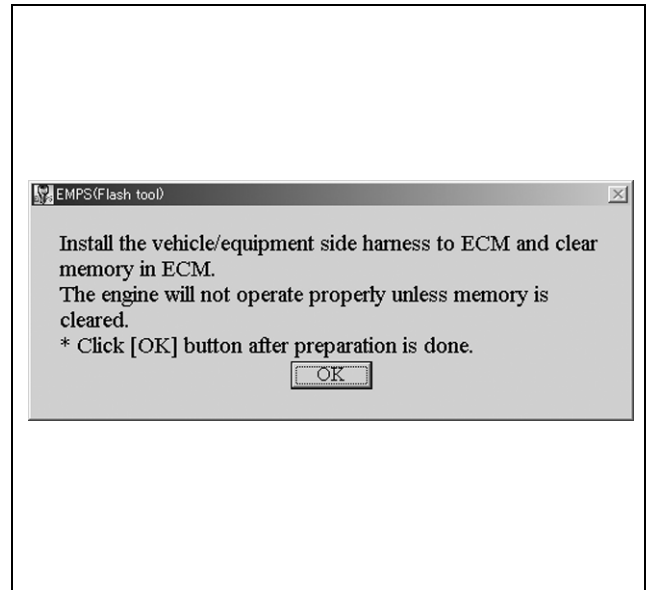 EMPS(Flash tool)
Install the vehicle/equipment side harness to ECM and clear
memory in ECM.
The engine will not operate properly unless memory is
cleared.
* Click [OK] button after preparation is done.
OK